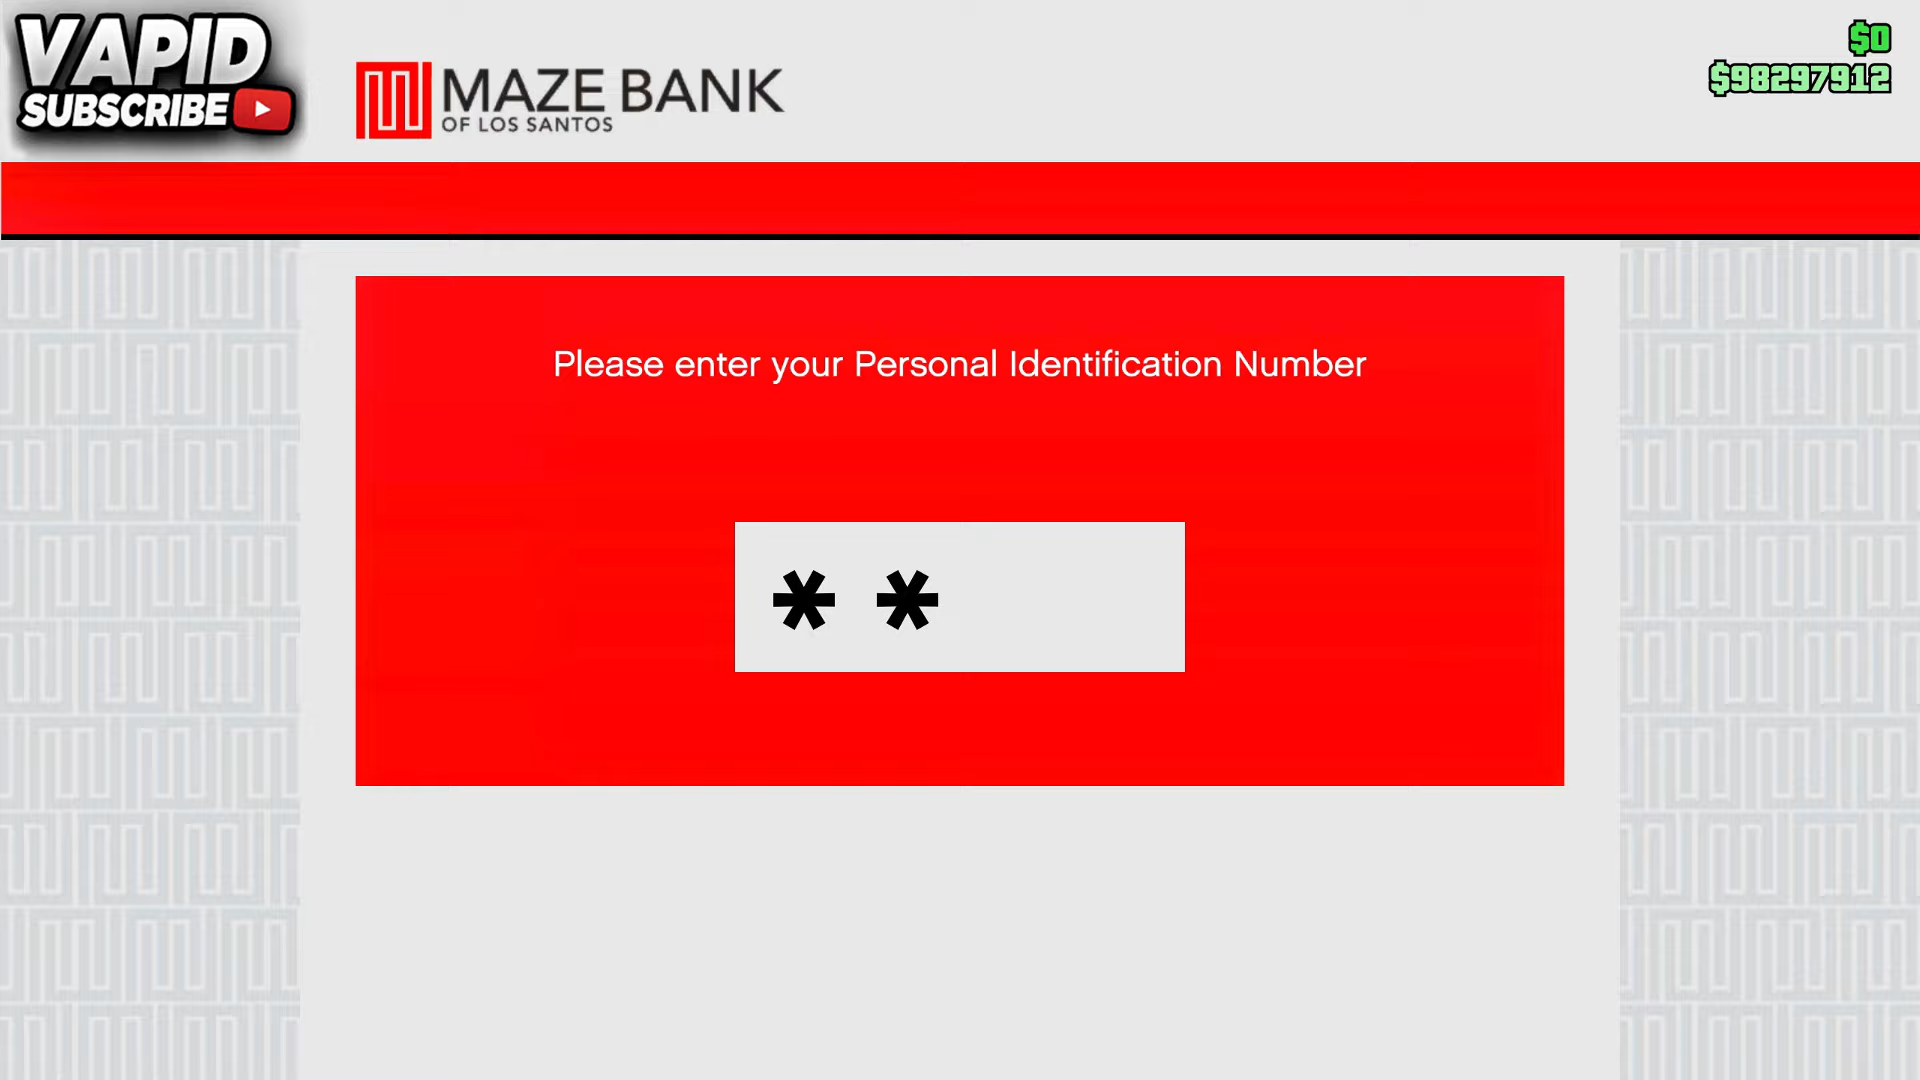 VAPID
SUBSCRIBE
MAZE BANK
OF LOS SANTOS
$0
$98297912
Please enter your Personal Identification Number
* *